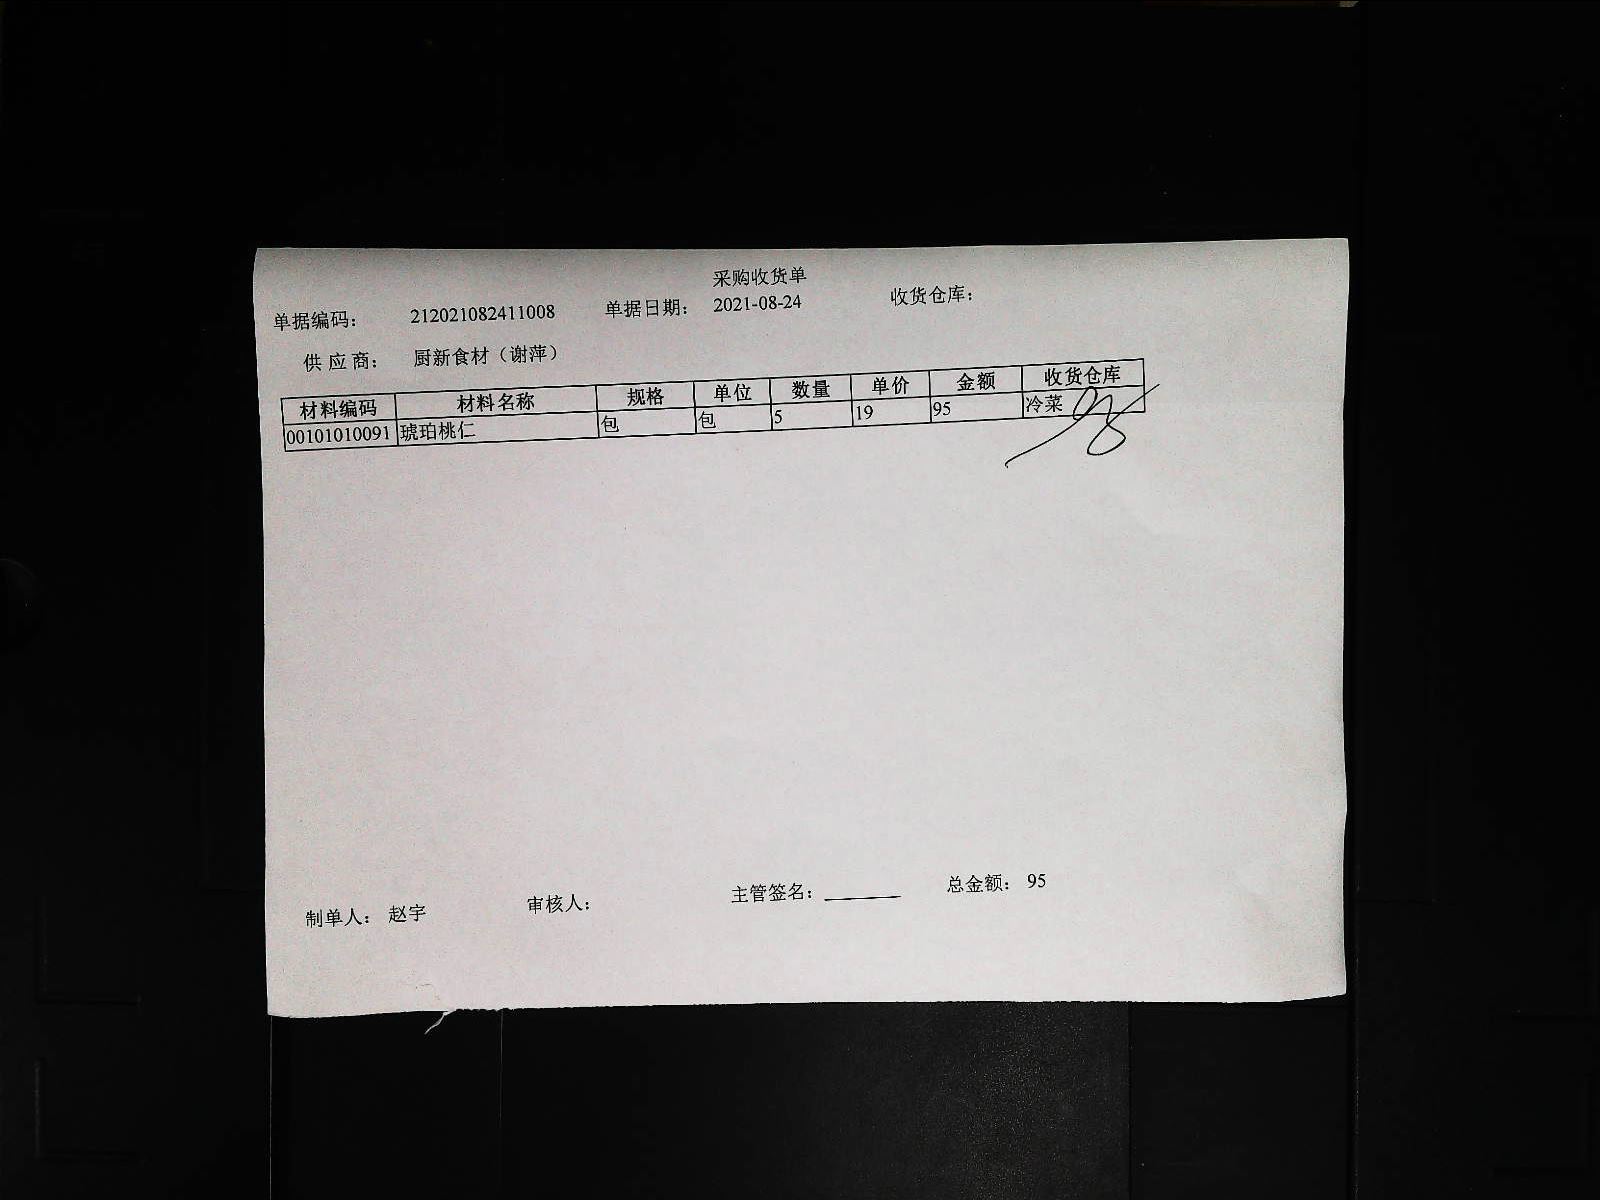 采购收货单
单据编码： 212021082411008 单据日期： 2021-08-24 收货仓库：
供 应 商： 厨新食材（谢萍）
材料编码 材料名称 规格 单位 数量 单价 金额 收货仓库
00101010091 琥珀桃仁 包 包 5 19 95 冷菜
制单人： 赵宇 审核人： 主管签名： 总金额： 95